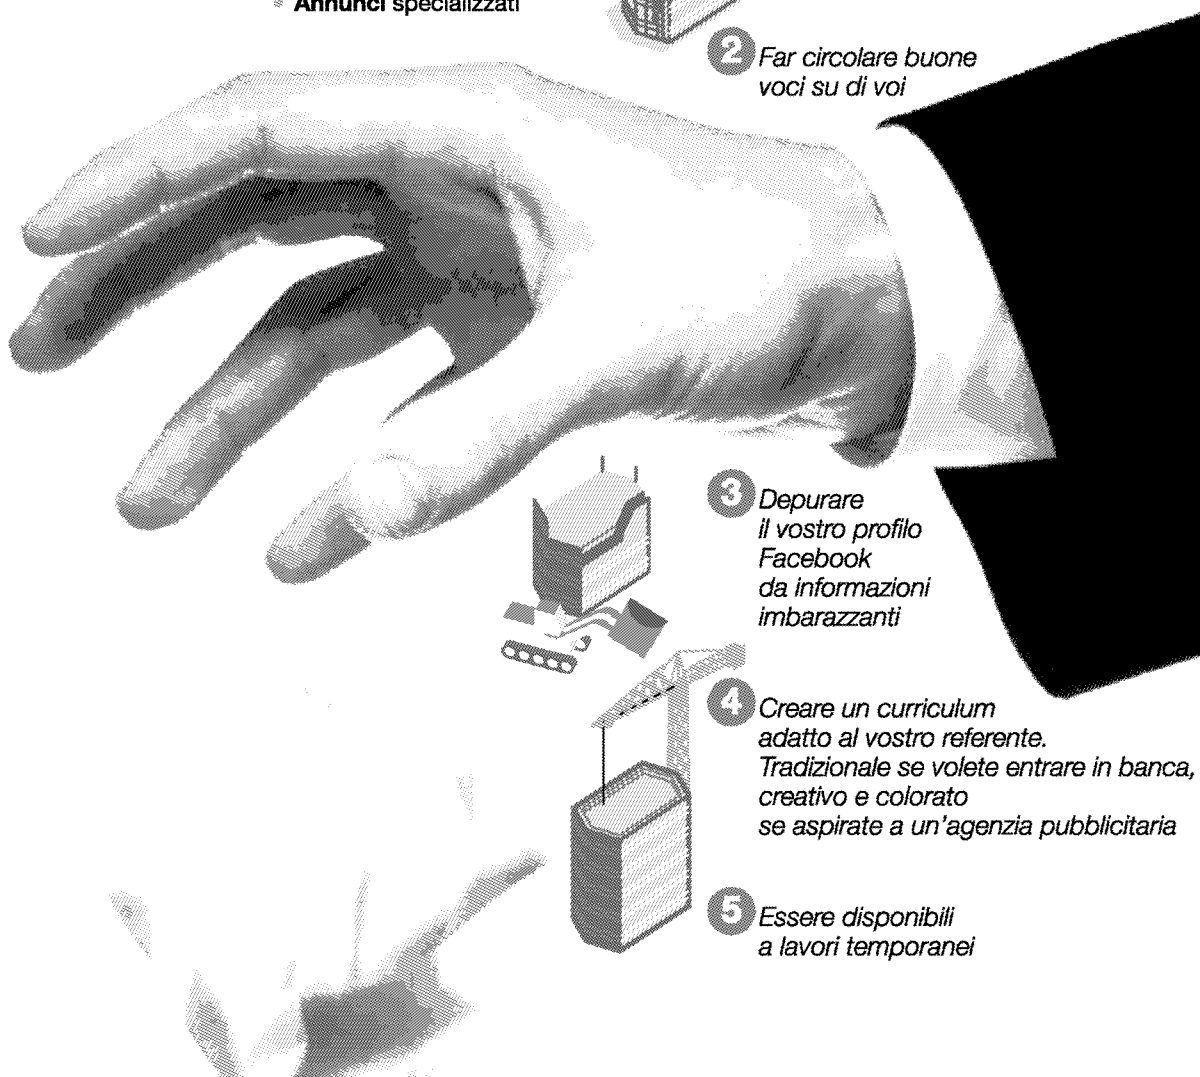 Annunci specializzati
2 Far circolare buone
voci su di voi
3 Depurare
il vostro profilo
Facebook
da informazioni
imbarazzanti
4 Creare un curriculum
adatto al vostro referente.
Tradizionale se volete entrare in banca,
creativo e colorato
se aspirate a un'agenzia pubblicitaria
5 Essere disponibili
a lavori temporanei